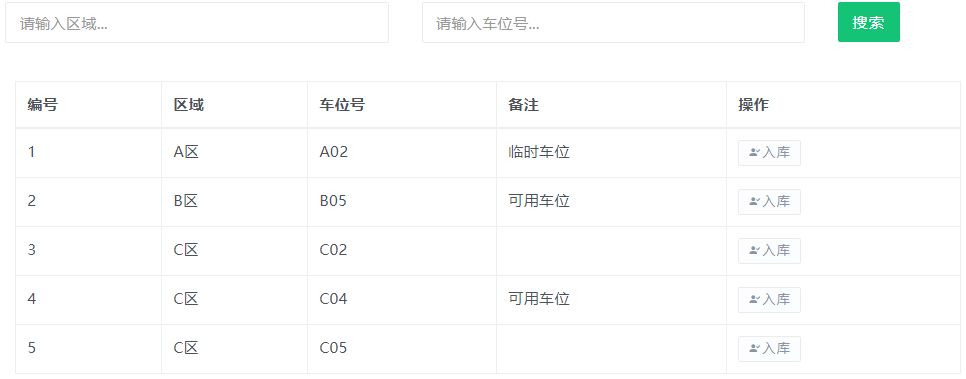 请输入区域... 请输入车位号... 搜索
编号 区域 车位号 备注 操作
1 A区 A02 临时车位 入库
2 B区 B05 可用车位 入库
3 C区 C02 入库
4 C区 C04 可用车位 入库
5 C区 C05 入库